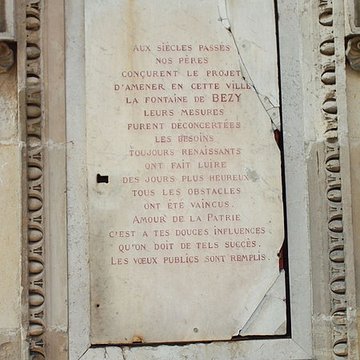 AUX SIÈCLES PASSÉS
NOS PÈRES
CONÇURENT LE PROJET
D'AMENER EN CETTE VILLE
LA FONTAINE DE BEZY
LEURS MESURES
FURENT DÉCONCERTÉES
LES BESOINS
TOUJOURS RENAISSANTS
ONT FAIT LUIRE
DES JOURS PLUS HEUREUX
TOUS LES OBSTACLES
ONT ÉTÉ VAINCUS.
AMOUR DE LA PATRIE
C'EST A TES DOUCES INFLUENCES
QU'ON DOIT DE TELS SUCCÈS.
LES VŒUX PUBLICS SONT REMPLIS.